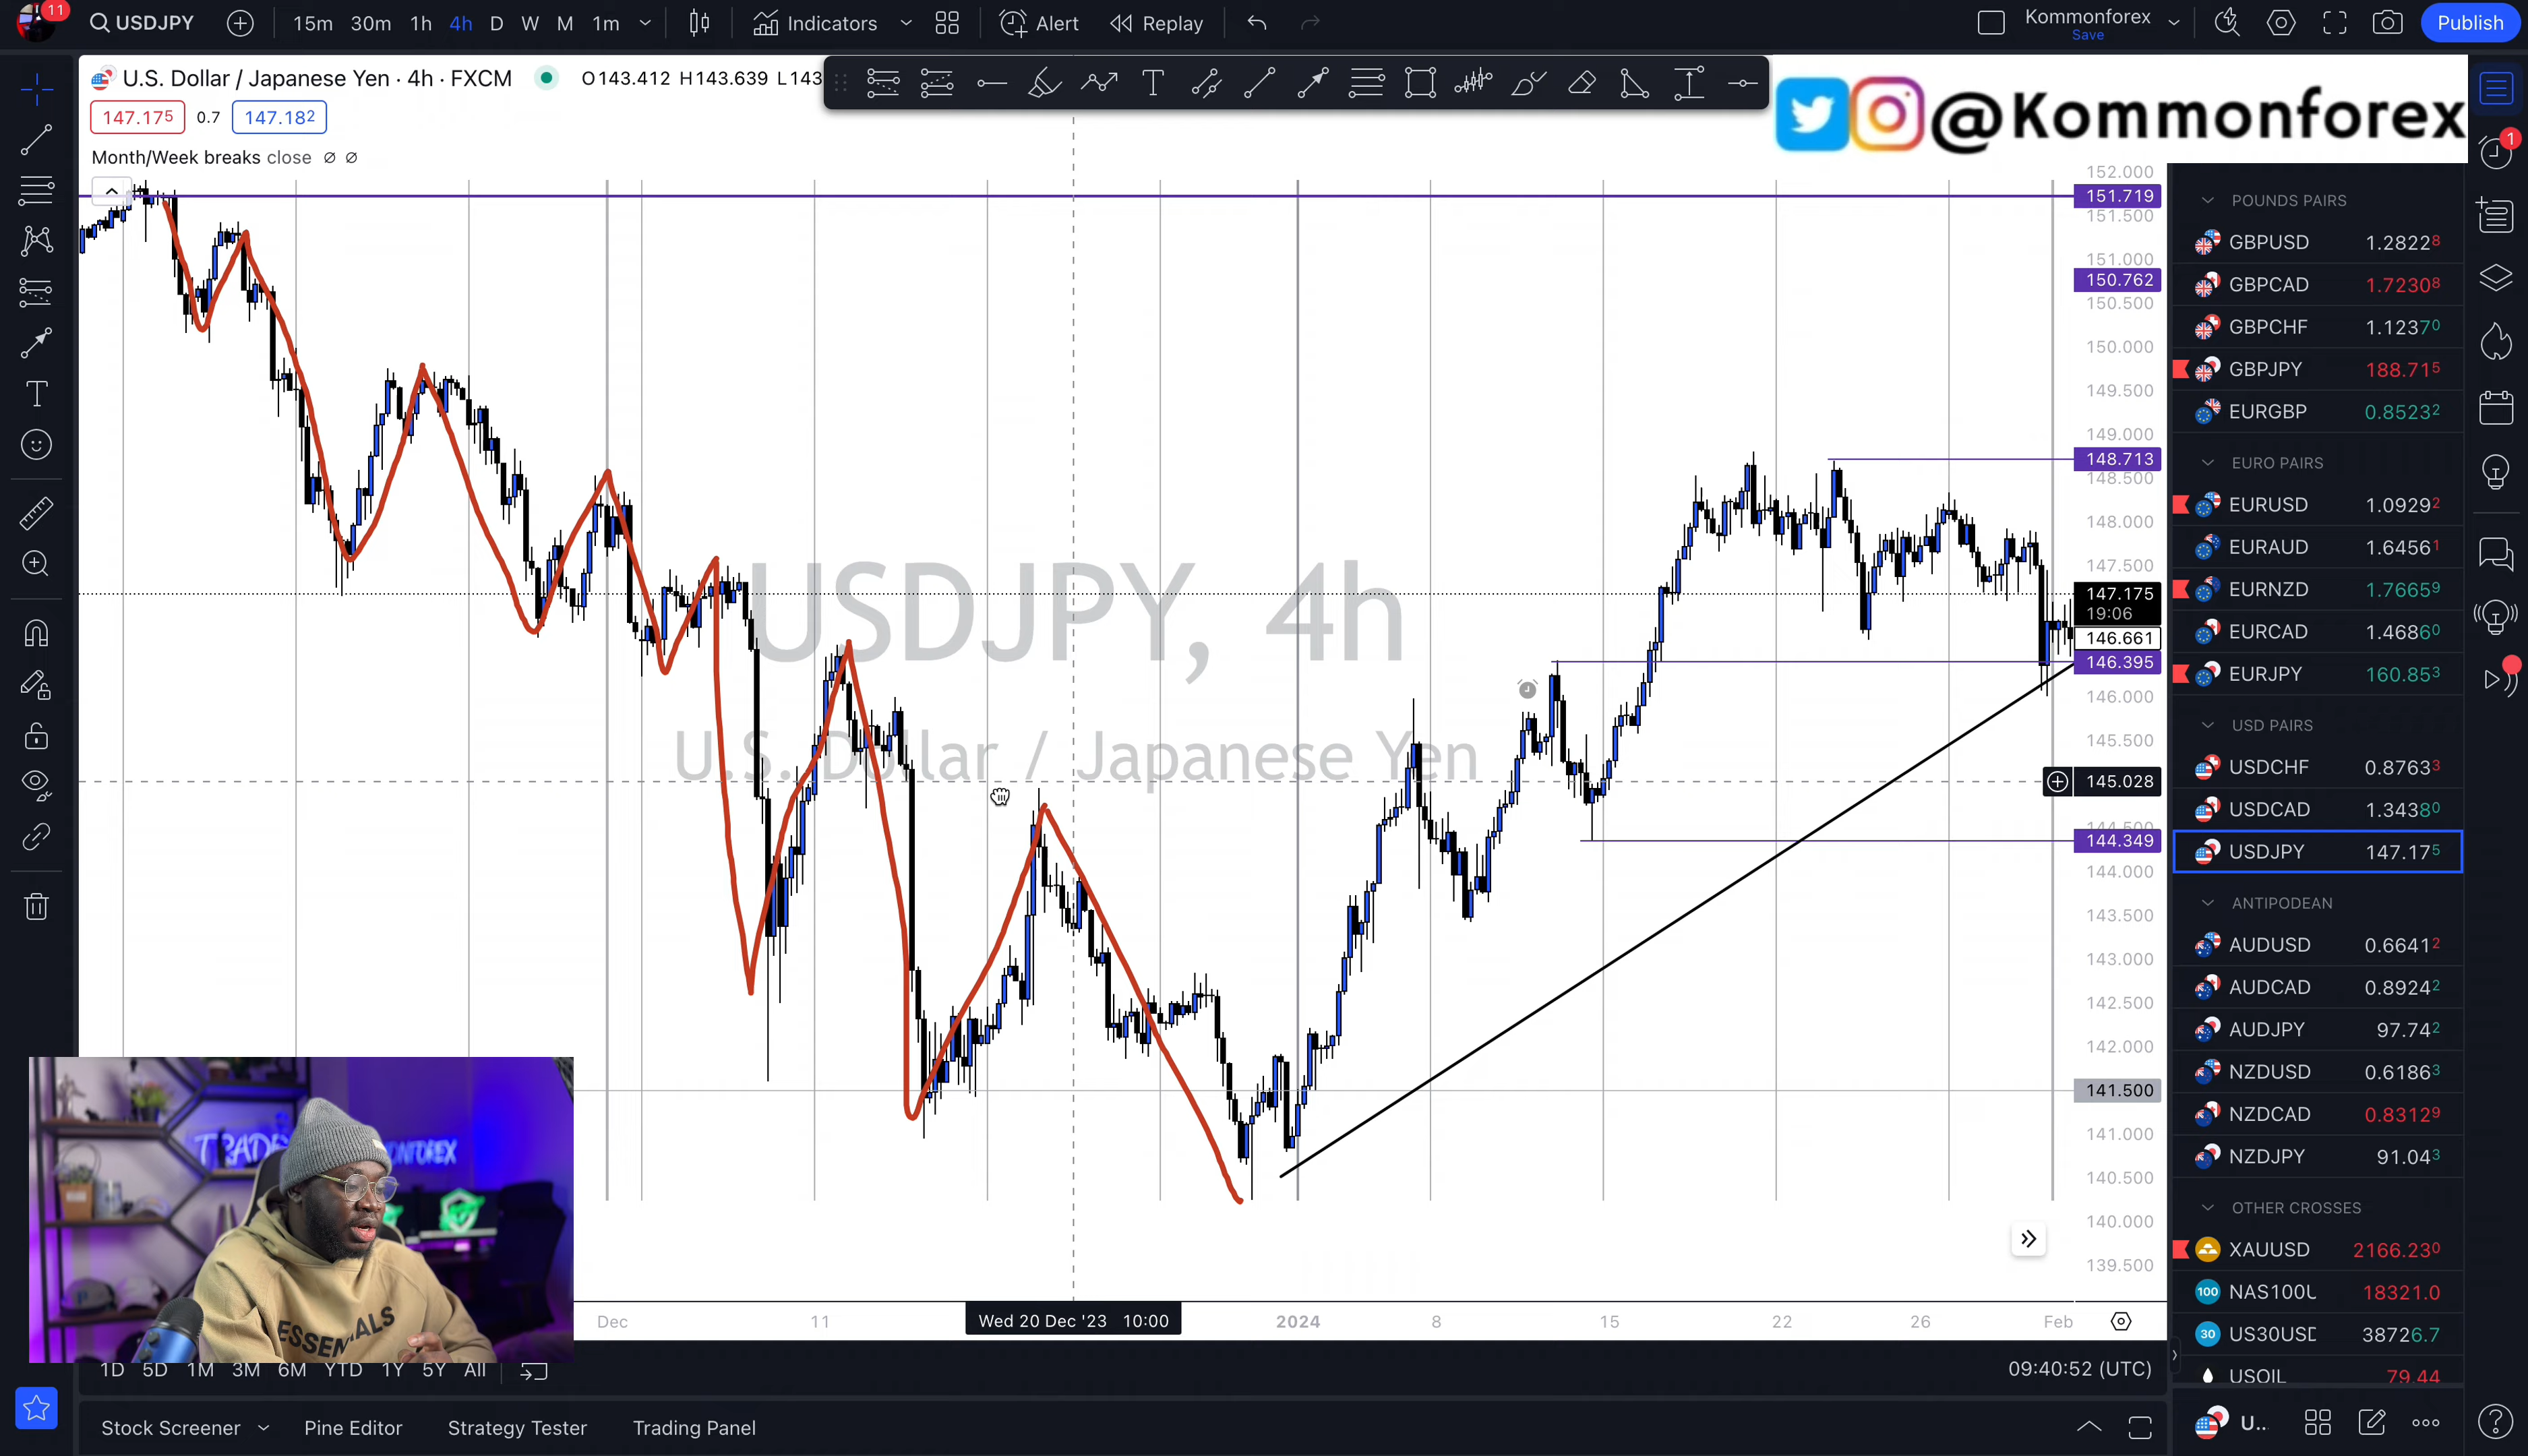 11
USDJPY
15m 30m 1h 4h D W M 1m
Indicators
Alert
Replay
Kommonforex
Save
Publish
U.S. Dollar / Japanese Yen · 4h · FXCM
O143.412 H143.639 L143
@Kommonforex
147.175 0.7 147.182
Month/Week breaks close ∅ ∅
1
152.000
151.719
151.500
151.000
150.762
150.500
150.000
149.500
149.000
148.713
148.500
148.000
147.500
147.175
19:06
146.661
146.395
146.000
145.500
145.028
144.500
144.349
144.000
143.500
143.000
142.500
142.000
141.500
141.000
140.500
140.000
139.500
USDJPY, 4h
U.S. Dollar / Japanese Yen
POUNDS PAIRS
GBPUSD 1.28228
GBPCAD 1.72308
GBPCHF 1.12370
GBPJPY 188.715
EURGBP 0.85232
EURO PAIRS
EURUSD 1.09292
EURAUD 1.64561
EURNZD 1.76659
EURCAD 1.46860
EURJPY 160.853
USD PAIRS
USDCHF 0.87633
USDCAD 1.34380
USDJPY 147.175
ANTIPODEAN
AUDUSD 0.66412
AUDCAD 0.89242
AUDJPY 97.742
NZDUSD 0.61863
NZDCAD 0.83129
NZDJPY 91.043
OTHER CROSSES
XAUUSD 2166.230
100 NAS100U 18321.0
30 US30USD 38726.7
USOIL 79.44
TRADE
ONFOREX
ESSENTIALS
Dec 11 Wed 20 Dec '23 10:00 2024 8 15 22 26 Feb
1D 5D 1M 3M 6M YTD 1Y 5Y All
09:40:52 (UTC)
Stock Screener Pine Editor Strategy Tester Trading Panel
U..